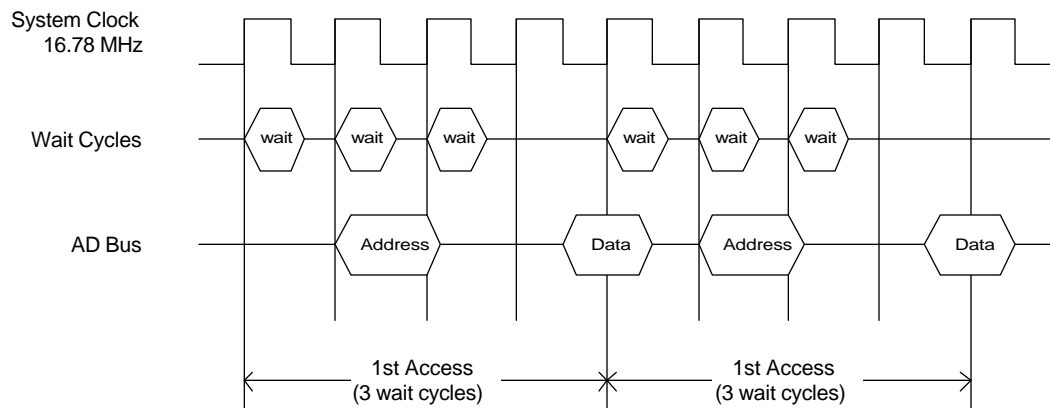 System Clock
16.78 MHz
Wait Cycles
wait wait wait wait wait wait
AD Bus
Address Data Address Data
1st Access
(3 wait cycles)
1st Access
(3 wait cycles)